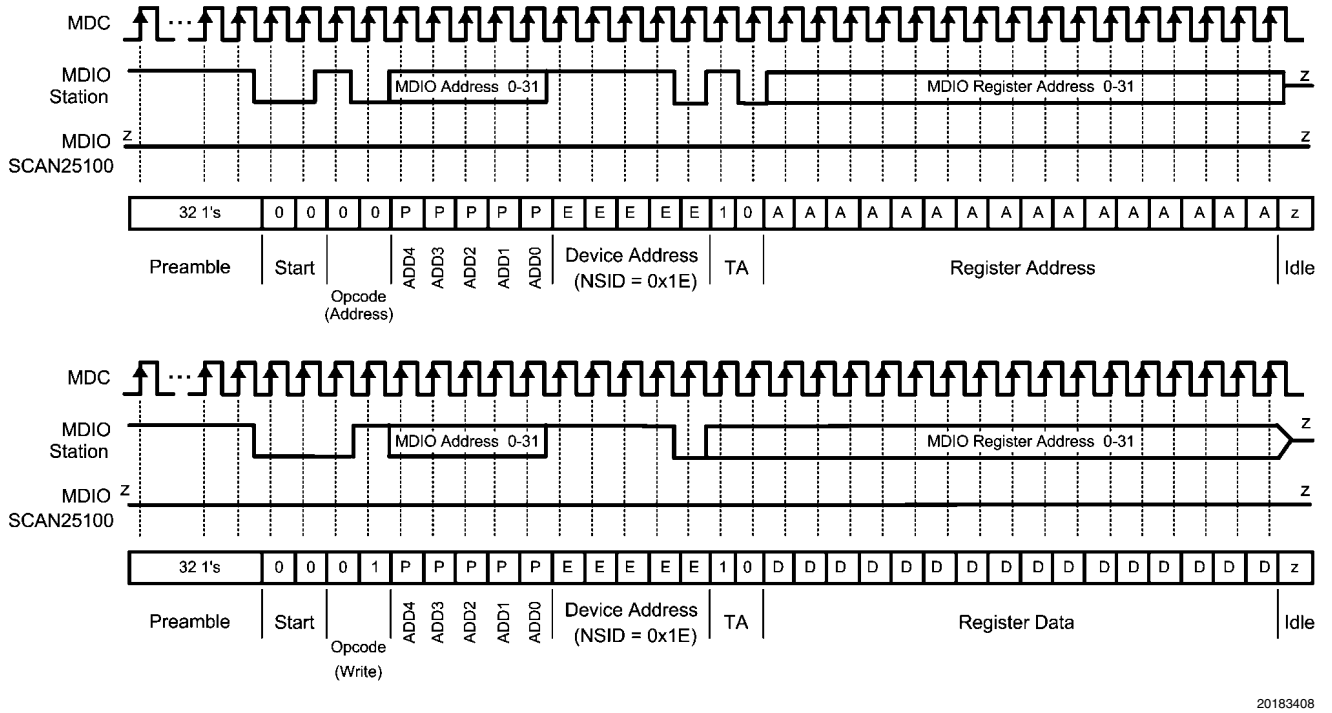 MDC
MDIO Station
MDIO Address 0-31
MDIO Register Address 0-31
Z
MDIO SCAN25100
Z
Z
32 1's 0 0 0 0 P P P P P E E E E E 1 0 A A A A A A A A A A A A A A A A z
Preamble Start Opcode (Address) ADD4 ADD3 ADD2 ADD1 ADD0 Device Address (NSID = 0x1E) TA Register Address Idle
MDC
MDIO Station
MDIO Address 0-31
MDIO Register Address 0-31
Z
MDIO SCAN25100
Z
Z
32 1's 0 0 0 1 P P P P P E E E E E 1 0 D D D D D D D D D D D D D D D D z
Preamble Start Opcode (Write) ADD4 ADD3 ADD2 ADD1 ADD0 Device Address (NSID = 0x1E) TA Register Data Idle
20183408